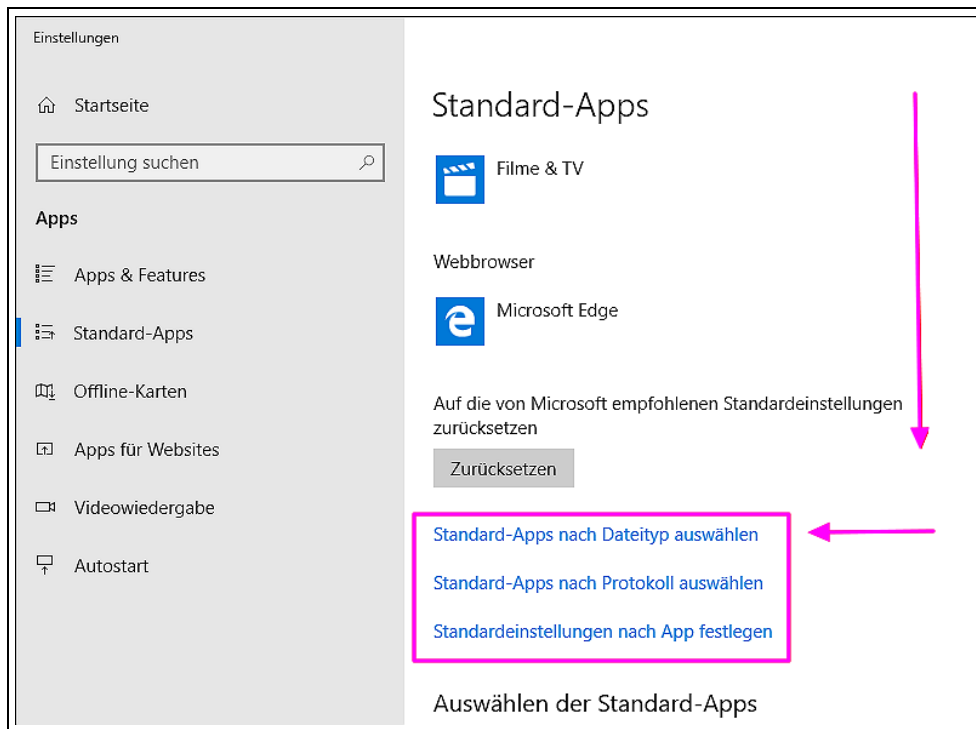 Einstellungen
Startseite
Einstellung suchen
Apps
Apps & Features
Standard-Apps
Offline-Karten
Apps für Websites
Videowiedergabe
Autostart
Standard-Apps
Filme & TV
Webbrowser
Microsoft Edge
Auf die von Microsoft empfohlenen Standardeinstellungen
zurücksetzen
Zurücksetzen
Standard-Apps nach Dateityp auswählen
Standard-Apps nach Protokoll auswählen
Standardeinstellungen nach App festlegen
Auswählen der Standard-Apps